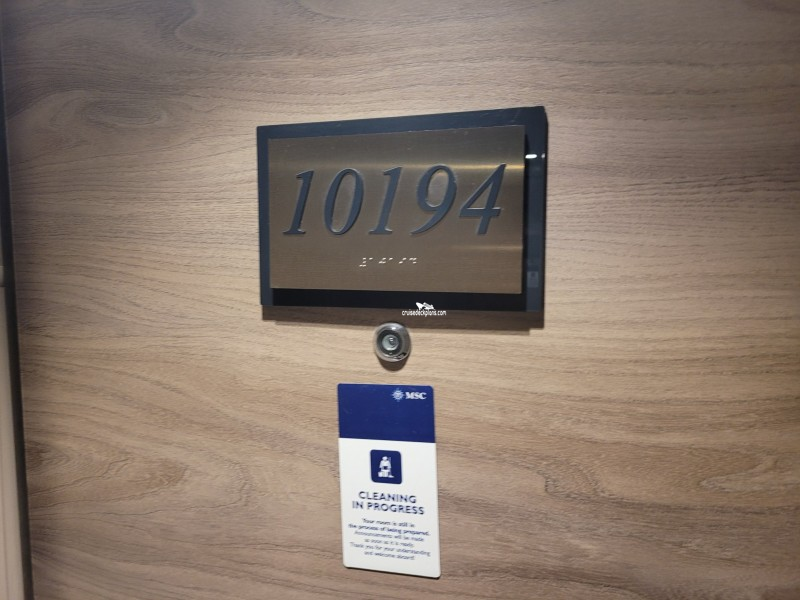 10194
cruisedeckplans.com
MSC
CLEANING
IN PROGRESS
Your room is still in
the process of being prepared.
Announcements will be made
as soon as it is ready.
Thank you for your understanding
and welcome aboard!